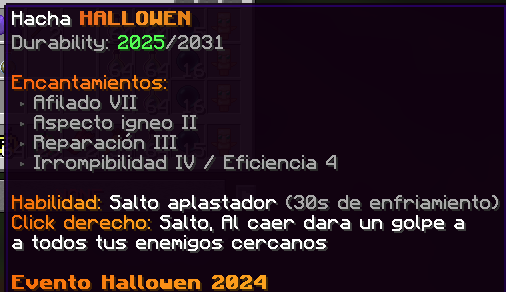 Hacha HALLOWEN
Durability: 2025/2031
Encantamientos:
▸ Afilado VII
▸ Aspecto igneo II
▸ Reparación III
▸ Irrompibilidad IV / Eficiencia 4
Habilidad: Salto aplastador (30s de enfriamiento)
Click derecho: Salto, Al caer dara un golpe a
a todos tus enemigos cercanos
Evento Hallowen 2024